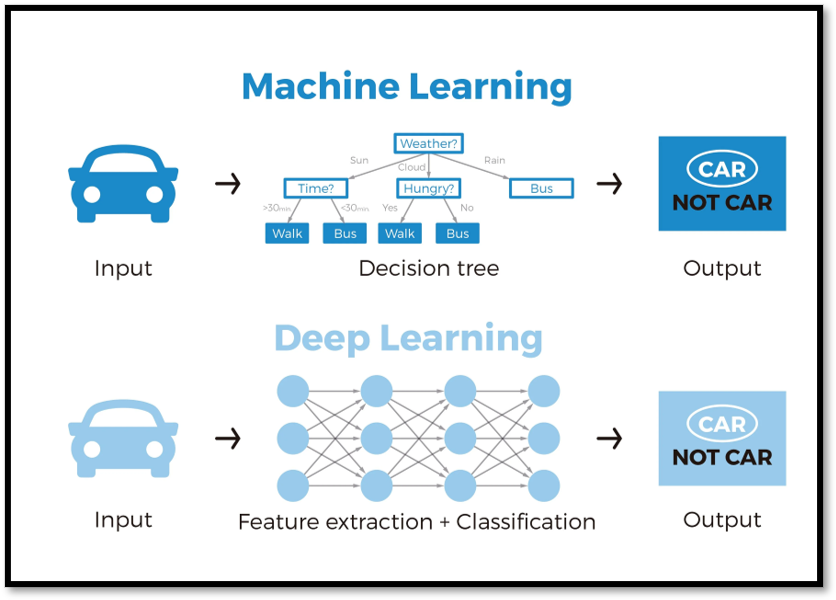 Machine Learning
Weather?
Sun
Cloud
Rain
Time?
Hungry?
Bus
>30min
<30min
Yes
No
Walk
Bus
Walk
Bus
CAR
NOT CAR
Input
Decision tree
Output
Deep Learning
CAR
NOT CAR
Input
Feature extraction + Classification
Output